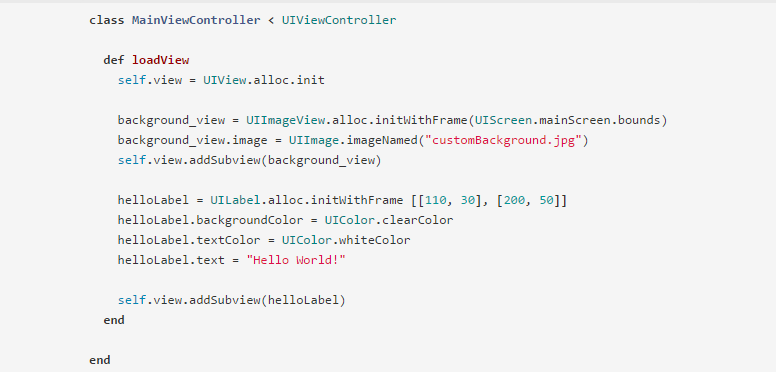 class MainViewController < UIViewController
def loadView
self.view = UIView.alloc.init
background_view = UIImageView.alloc.initWithFrame(UIScreen.mainScreen.bounds)
background_view.image = UIImage.imageNamed("customBackground.jpg")
self.view.addSubview(background_view)
helloLabel = UILabel.alloc.initWithFrame [[110, 30], [200, 50]]
helloLabel.backgroundColor = UIColor.clearColor
helloLabel.textColor = UIColor.whiteColor
helloLabel.text = "Hello World!"
self.view.addSubview(helloLabel)
end
end